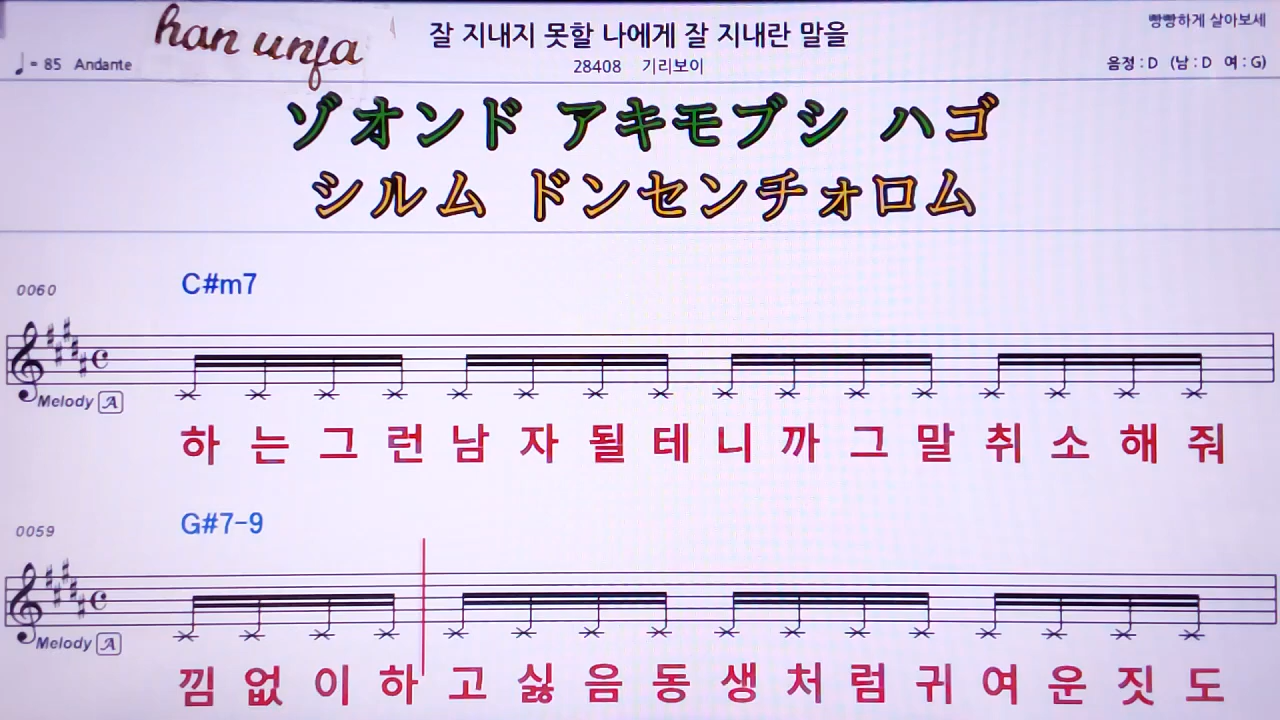 han unfa
잘 지내지 못할 나에게 잘 지내란 말을
빵빵하게 살아보세
♩= 85 Andante
28408 기리보이
음정 : D (남 : D 여 : G)
ゾオンド アキモブシ ハゴ
シルム ドンセンチォロム
C#m7
0060
Melody A
하는그런남자될테니까그말취소해줘
G#7-9
0059
Melody A
낌없이하고싫음동생처럼귀여운짓도